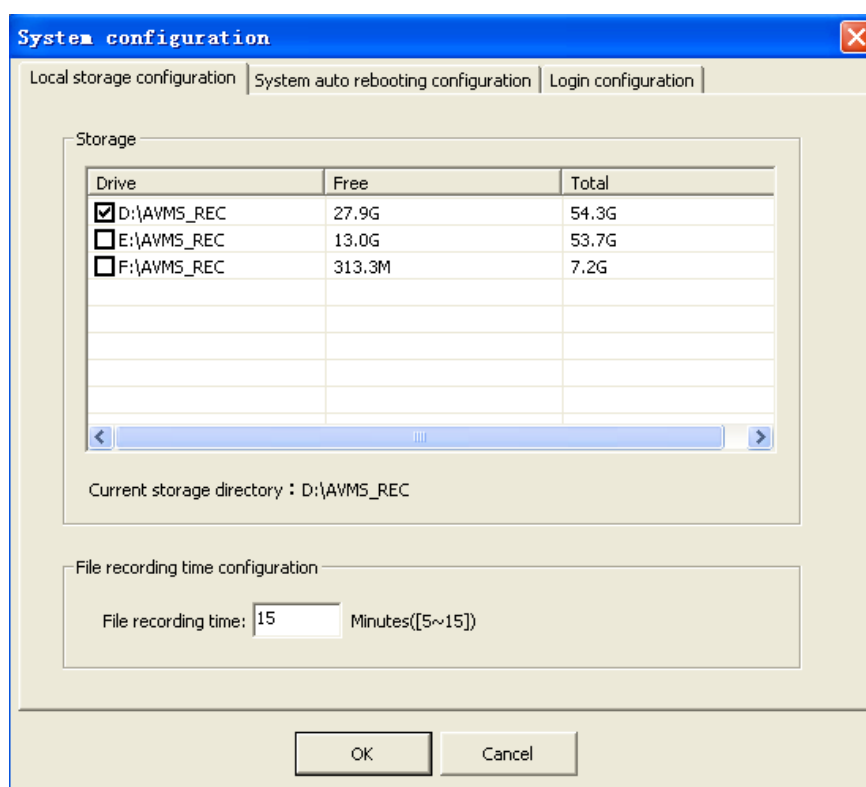 System configuration
Local storage configuration System auto rebooting configuration Login configuration
Storage
Drive Free Total
D:\AVMS_REC 27.9G 54.3G
E:\AVMS_REC 13.0G 53.7G
F:\AVMS_REC 313.3M 7.2G
Current storage directory：D:\AVMS_REC
File recording time configuration
File recording time: 15 Minutes([5~15])
OK Cancel